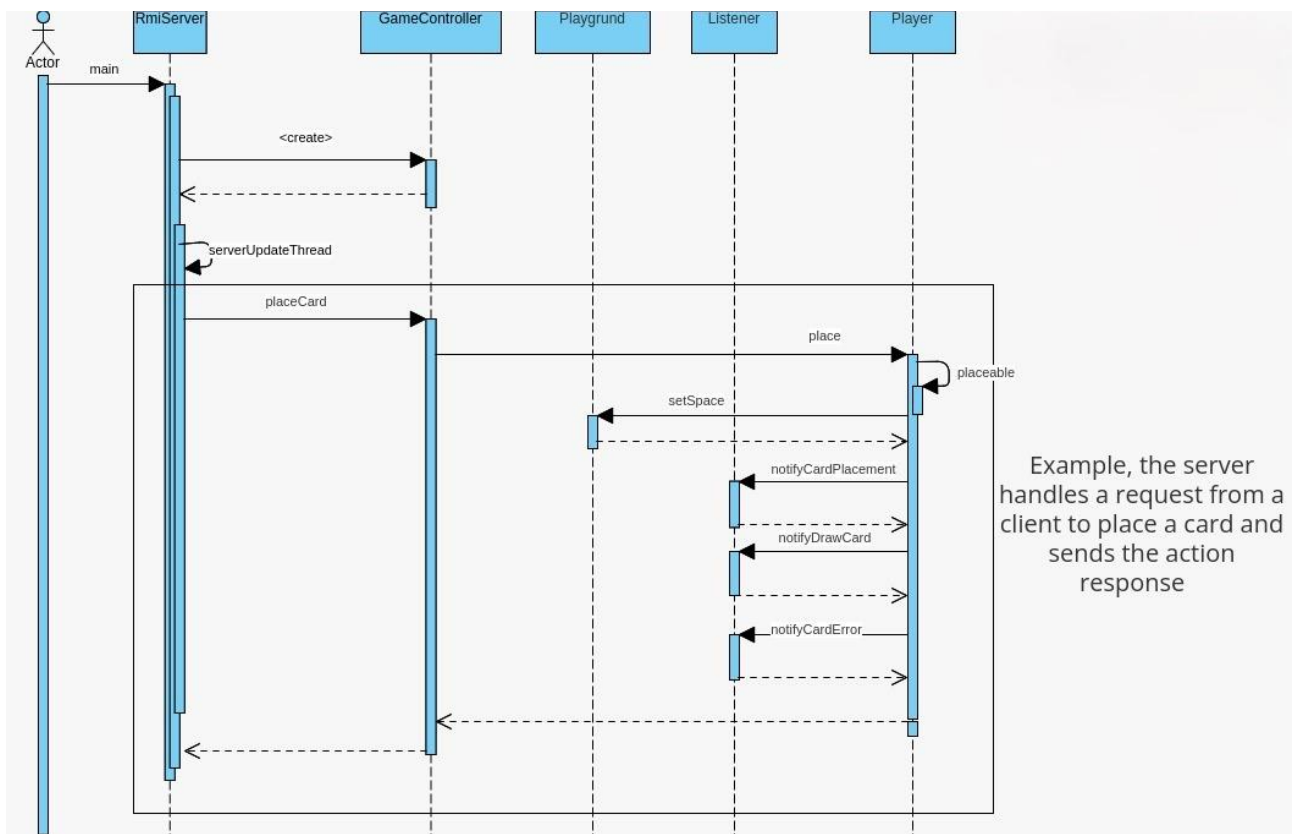 RmiServer
GameController
Playgrund
Listener
Player
Actor
main
<create>
serverUpdateThread
placeCard
place
placeable
setSpace
notifyCardPlacement
notifyDrawCard
notifyCardError
Example, the server
handles a request from a
client to place a card and
sends the action
response